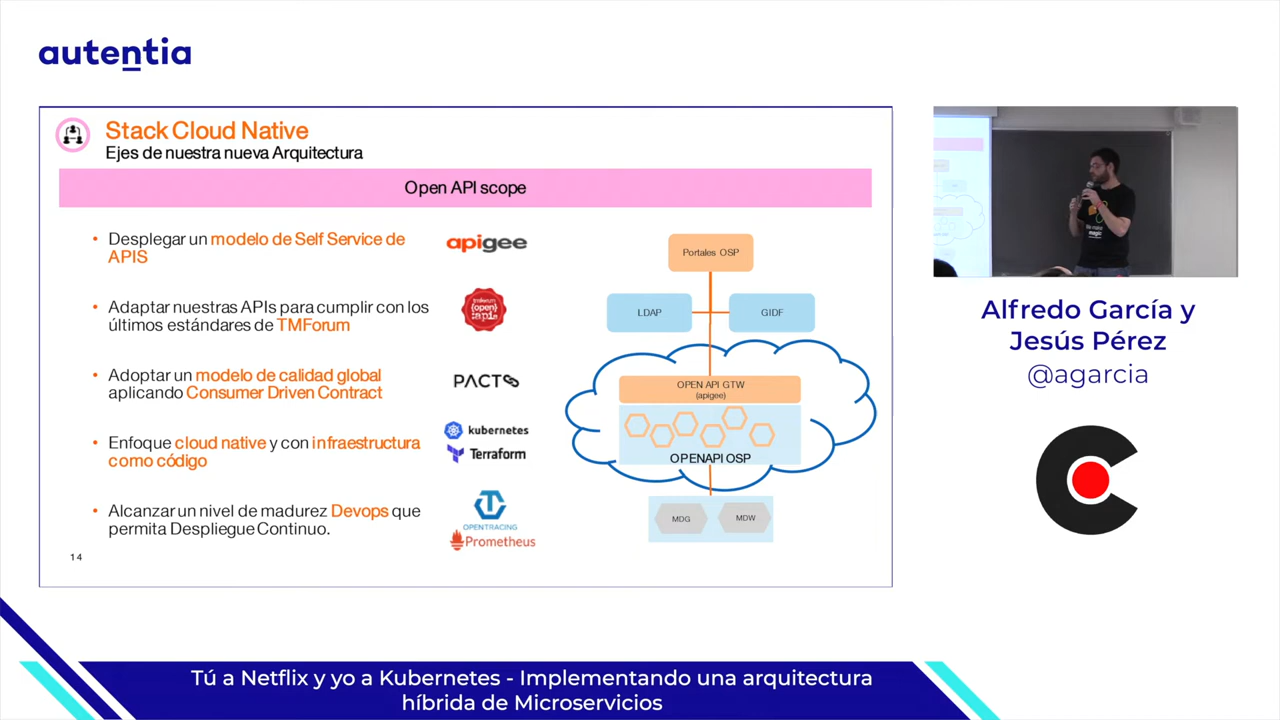 autentia
Stack Cloud Native
Ejes de nuestra nueva Arquitectura
Open API scope
• Desplegar un modelo de Self Service de
APIS
apigee
• Adaptar nuestras APIs para cumplir con los
últimos estándares de TMForum
tmforum
{open}
:apis
• Adoptar un modelo de calidad global
aplicando Consumer Driven Contract
PACT
• Enfoque cloud native y con infraestructura
como código
kubernetes
Terraform
• Alcanzar un nivel de madurez Devops que
permita Despliegue Continuo.
OPENTRACING
Prometheus
14
Portales OSP
LDAP
GIDF
OPEN API GTW
(apigee)
OPENAPI OSP
MDG
MDW
magic
Alfredo García y
Jesús Pérez
@agarcia
Tú a Netflix y yo a Kubernetes - Implementando una arquitectura
híbrida de Microservicios